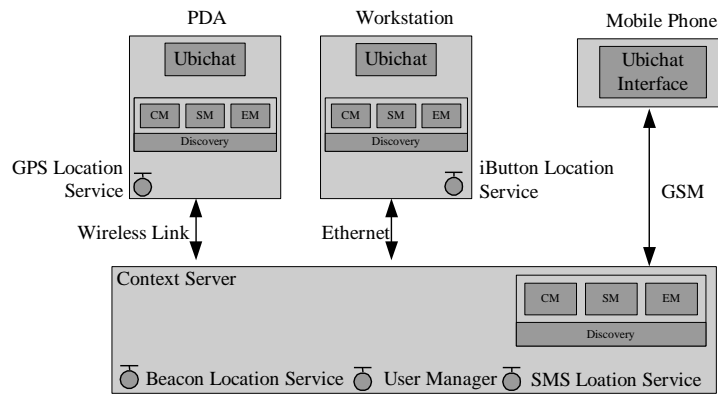 PDA
Workstation
Mobile Phone
Ubichat
Ubichat
Ubichat
Interface
CM
SM
EM
Discovery
CM
SM
EM
Discovery
GPS Location
Service
iButton Location
Service
GSM
Wireless Link
Ethernet
Context Server
CM
SM
EM
Discovery
Beacon Location Service
User Manager
SMS Loation Service